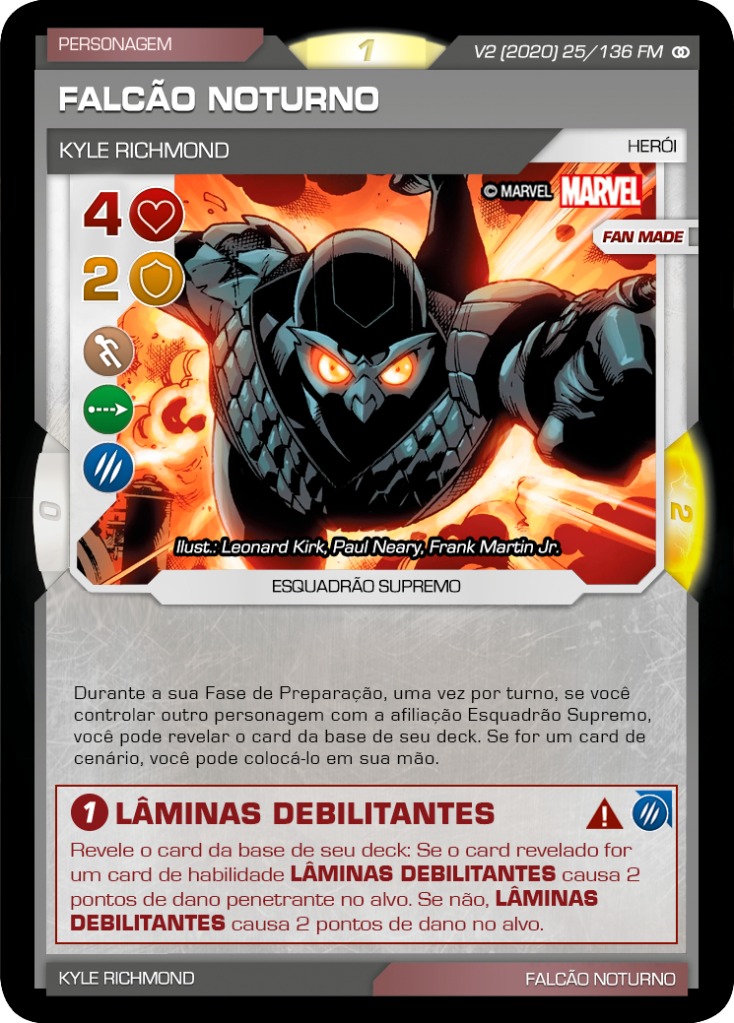 PERSONAGEM
1
V2 (2020) 25/136 FM
FALCÃO NOTURNO
KYLE RICHMOND
HERÓI
© MARVEL MARVEL
4
FAN MADE
2
0
2
Ilust.: Leonard Kirk, Paul Neary, Frank Martin Jr.
ESQUADRÃO SUPREMO
Durante a sua Fase de Preparação, uma vez por turno, se você
controlar outro personagem com a afiliação Esquadrão Supremo,
você pode revelar o card da base de seu deck. Se for um card de
cenário, você pode colocá-lo em sua mão.
1 LÂMINAS DEBILITANTES
Revele o card da base de seu deck: Se o card revelado for
um card de habilidade LÂMINAS DEBILITANTES causa 2
pontos de dano penetrante no alvo. Se não, LÂMINAS
DEBILITANTES causa 2 pontos de dano no alvo.
KYLE RICHMOND
FALCÃO NOTURNO